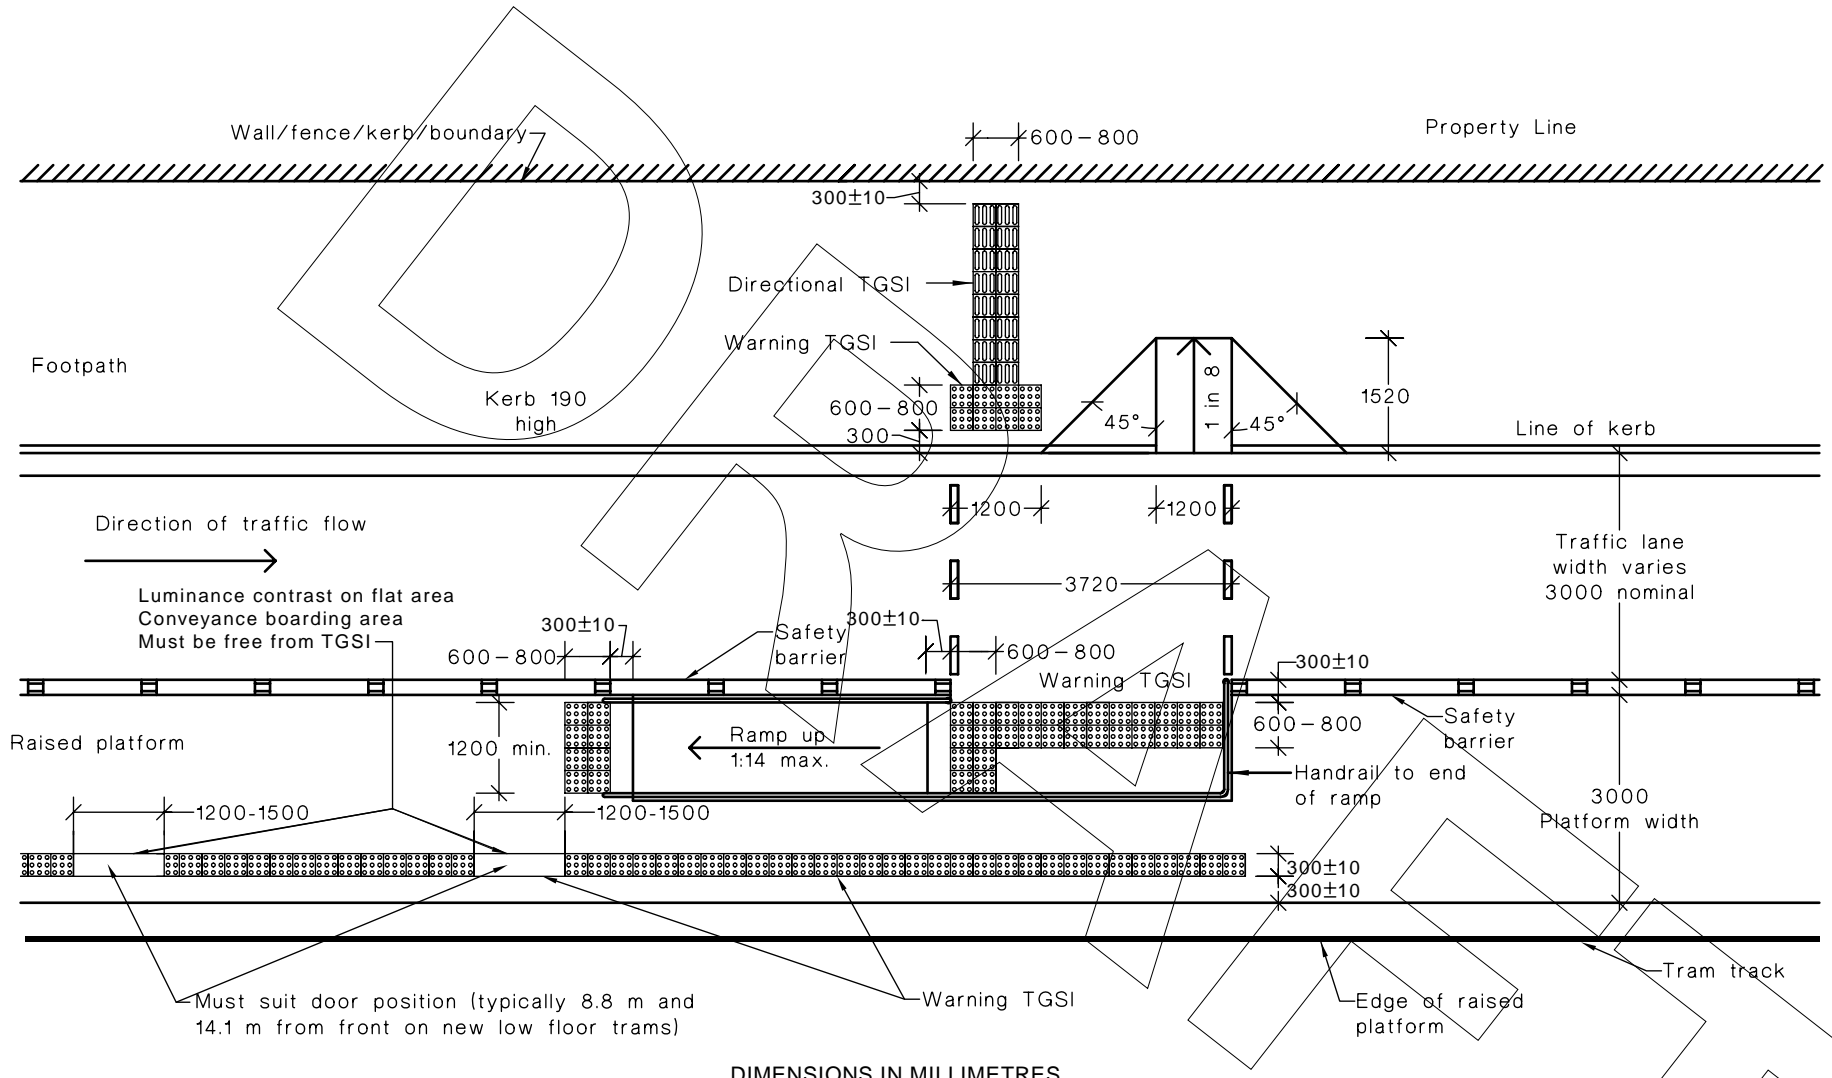 Wall/fence/kerb/boundary
600-800
Property Line
300±10
Directional TGSI
Warning TGSI
Footpath
Kerb 190
high
600-800
300
45°
1 in 8
45°
1520
Line of kerb
Direction of traffic flow
1200
1200
Traffic lane
width varies
3000 nominal
3720
Luminance contrast on flat area
Conveyance boarding area
Must be free from TGSI
300±10
600-800
Safety
barrier
300±10
600-800
Warning TGSI
300±10
600-800
Safety
barrier
Raised platform
1200 min.
Ramp up
1:14 max.
Handrail to end
of ramp
3000
Platform width
1200-1500
1200-1500
300±10
300±10
Must suit door position (typically 8.8 m and
14.1 m from front on new low floor trams)
Warning TGSI
Edge of raised
platform
Tram track
DIMENSIONS IN MILLIMETRES